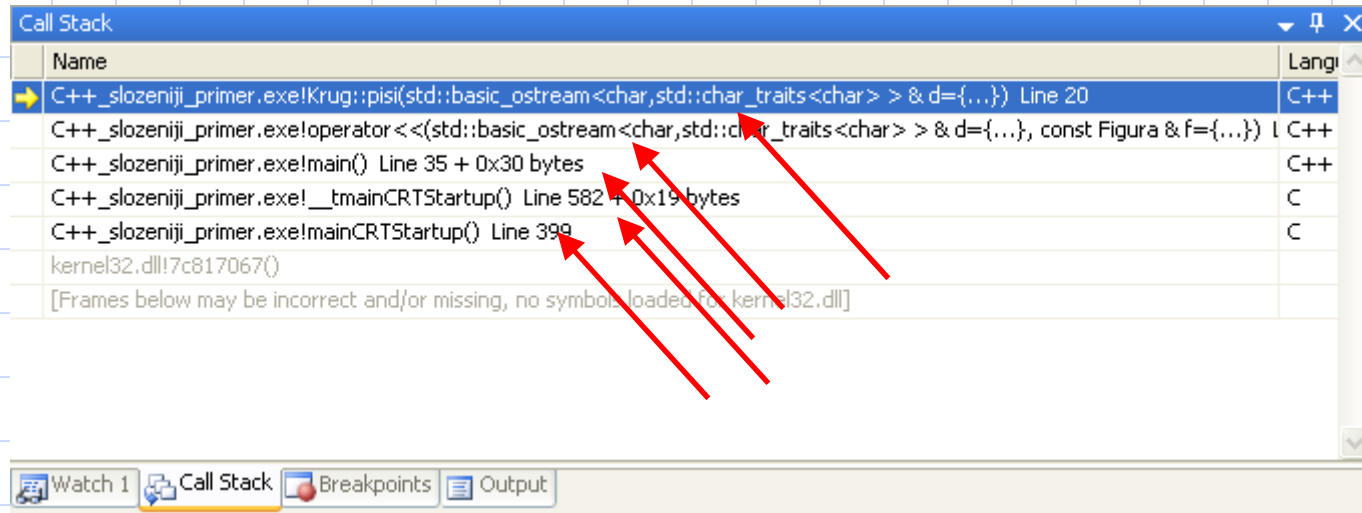 Call Stack
Name Langu
C++_slozeniji_primer.exe!Krug::pisi(std::basic_ostream<char,std::char_traits<char> > & d={...}) Line 20 C++
C++_slozeniji_primer.exe!operator<<(std::basic_ostream<char,std::char_traits<char> > & d={...}, const Figura & f={...}) L C++
C++_slozeniji_primer.exe!main() Line 35 + 0x30 bytes C++
C++_slozeniji_primer.exe!__tmainCRTStartup() Line 582 + 0x19 bytes C
C++_slozeniji_primer.exe!mainCRTStartup() Line 399 C
kernel32.dll!7c817067()
[Frames below may be incorrect and/or missing, no symbols loaded for kernel32.dll]
Watch 1 Call Stack Breakpoints Output